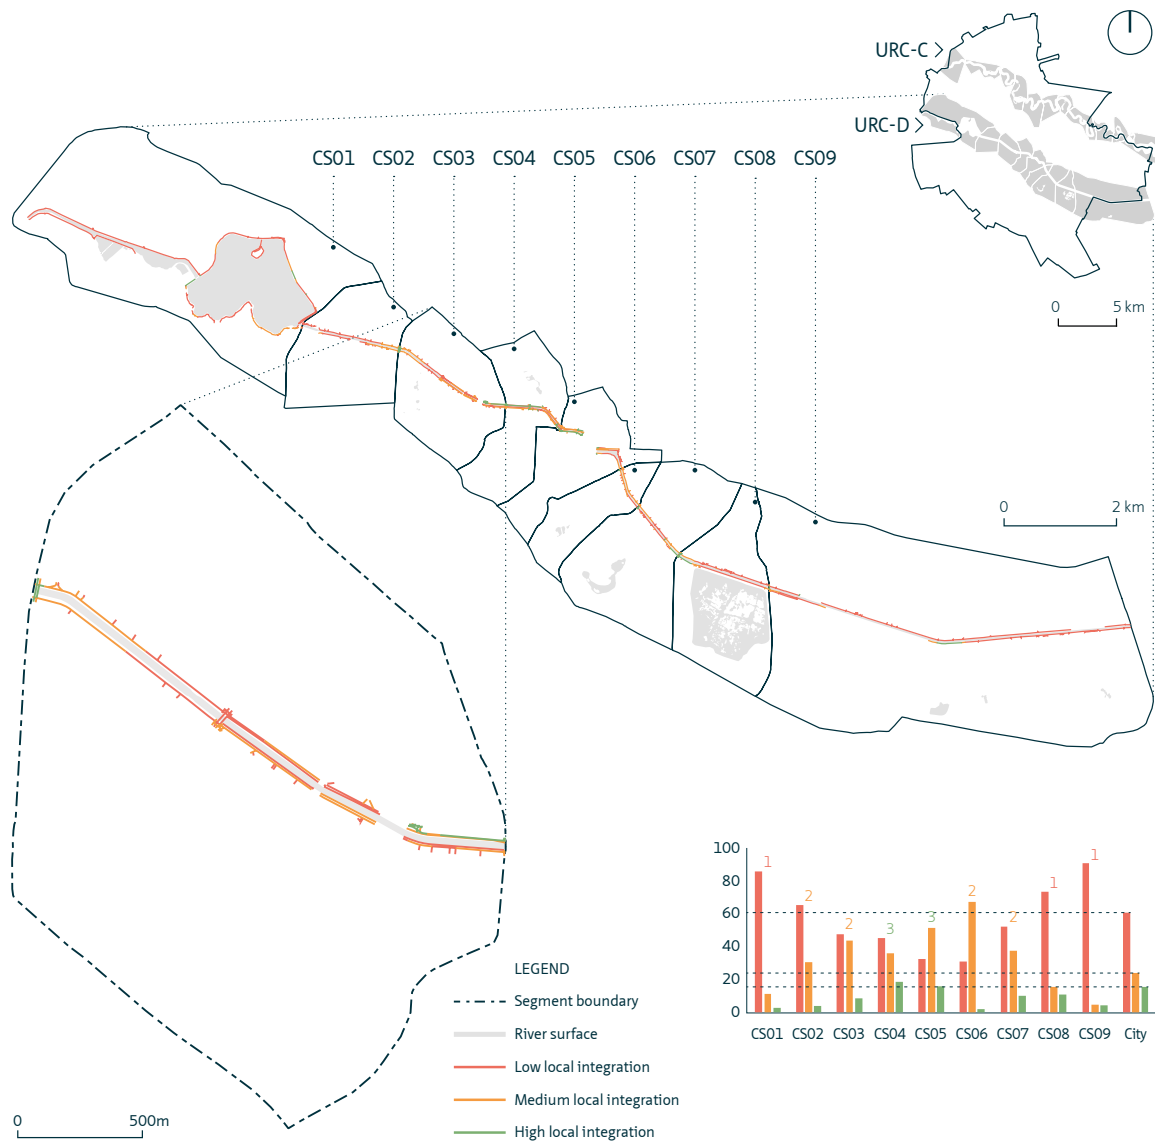 URC-C
URC-D
0 5 km
CS01 CS02 CS03 CS04 CS05 CS06 CS07 CS08 CS09
0 2 km
0 500m
LEGEND
Segment boundary
River surface
Low local integration
Medium local integration
High local integration
100
80
60
40
20
0
1 2 2 3 3 2 2 1 1
CS01 CS02 CS03 CS04 CS05 CS06 CS07 CS08 CS09 City